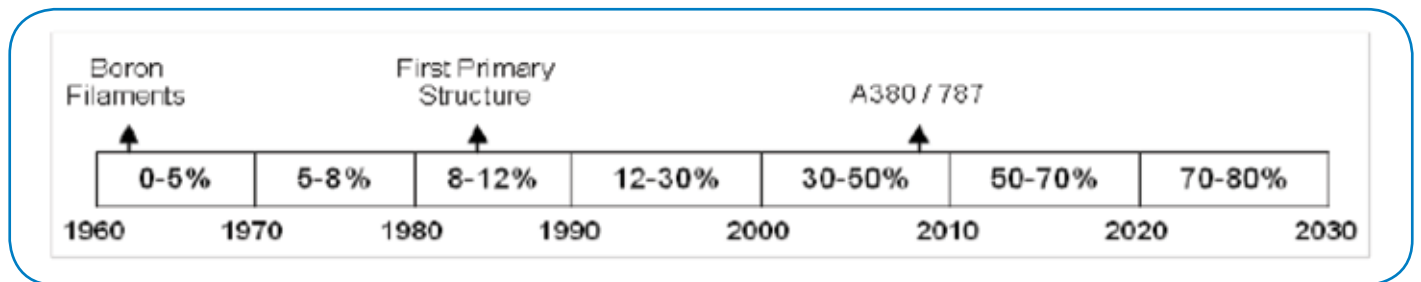 Boron
Filaments
First Primary
Structure
A380 / 787
0-5% 5-8% 8-12% 12-30% 30-50% 50-70% 70-80%
1960 1970 1980 1990 2000 2010 2020 2030